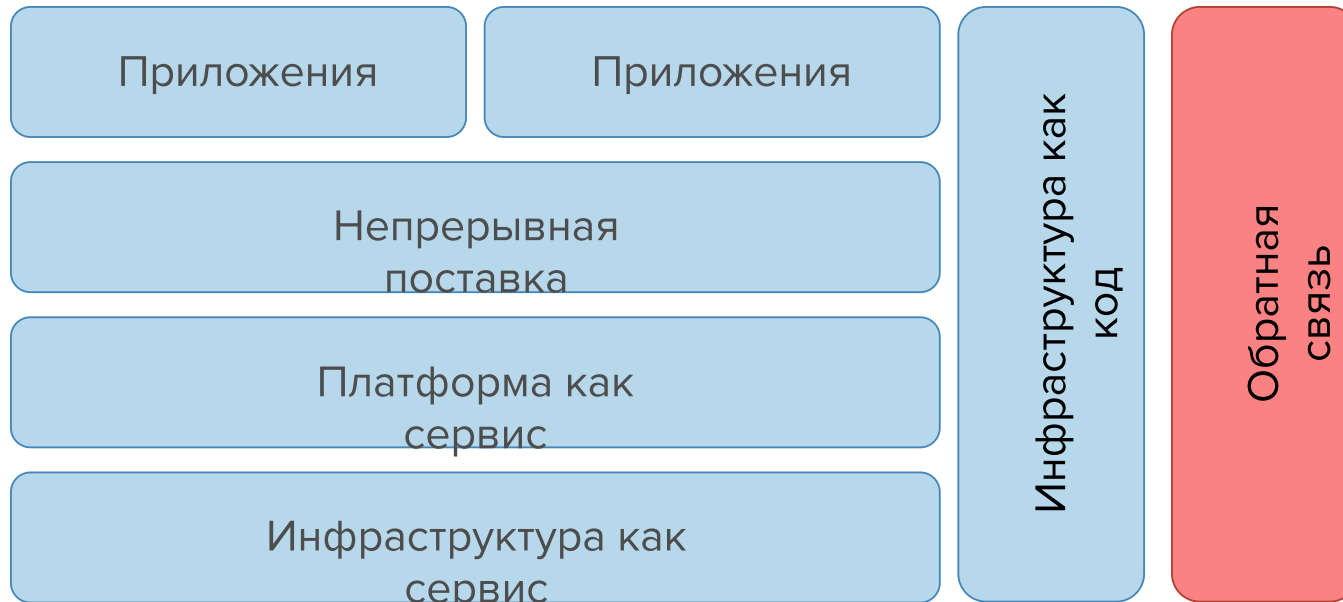 Приложения
Приложения
Непрерывная
поставка
Платформа как
сервис
Инфраструктура как
сервис
Инфраструктура как
код
Обратная
связь